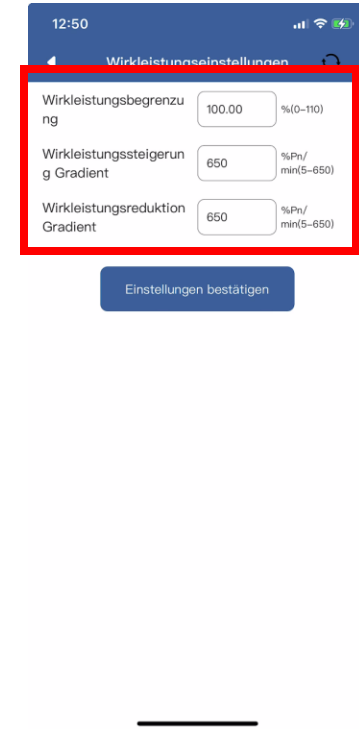 12:50
Wirkleistungseinstellungen
Wirkleistungsbegrenzu
ng
100.00
%(0-110)
Wirkleistungssteigerun
g Gradient
650
%Pn/
min(5-650)
Wirkleistungsreduktion
Gradient
650
%Pn/
min(5-650)
Einstellungen bestätigen